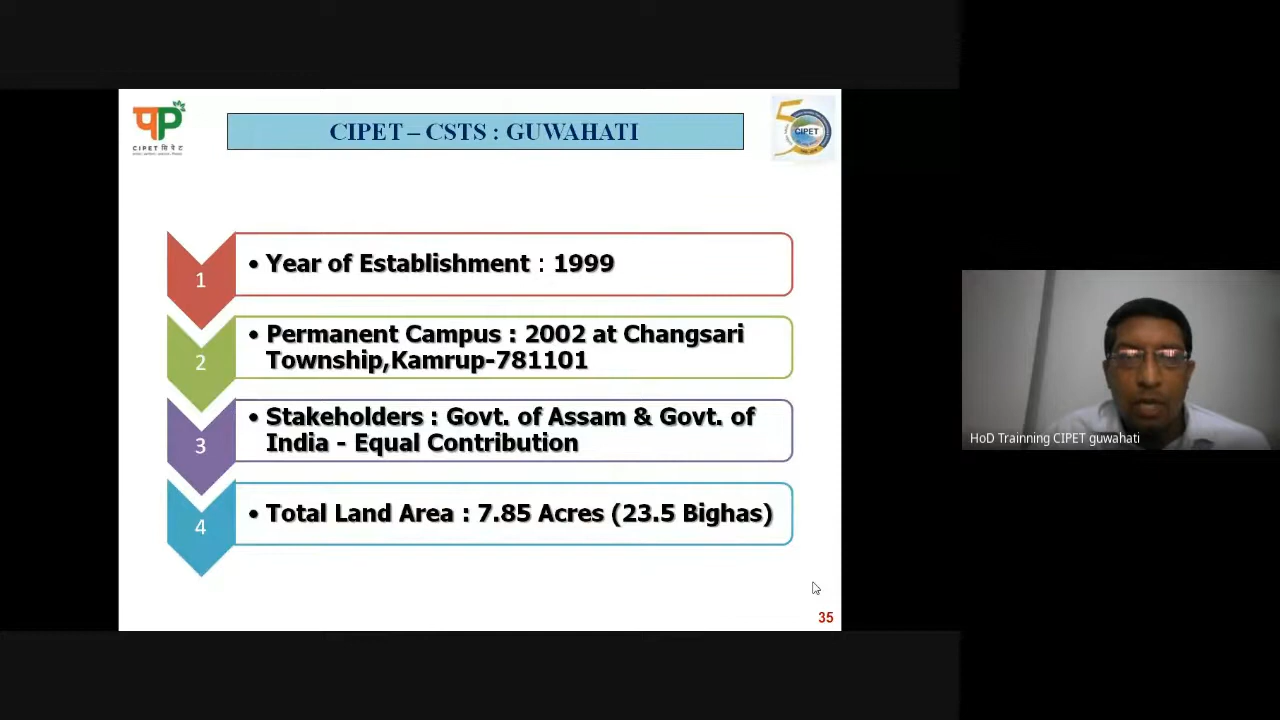 CIPET सिपेट
CIPET – CSTS : GUWAHATI
CIPET
1
• Year of Establishment : 1999
2
• Permanent Campus : 2002 at Changsari
Township,Kamrup-781101
3
• Stakeholders : Govt. of Assam & Govt. of
India - Equal Contribution
4
• Total Land Area : 7.85 Acres (23.5 Bighas)
35
HoD Trainning CIPET guwahati